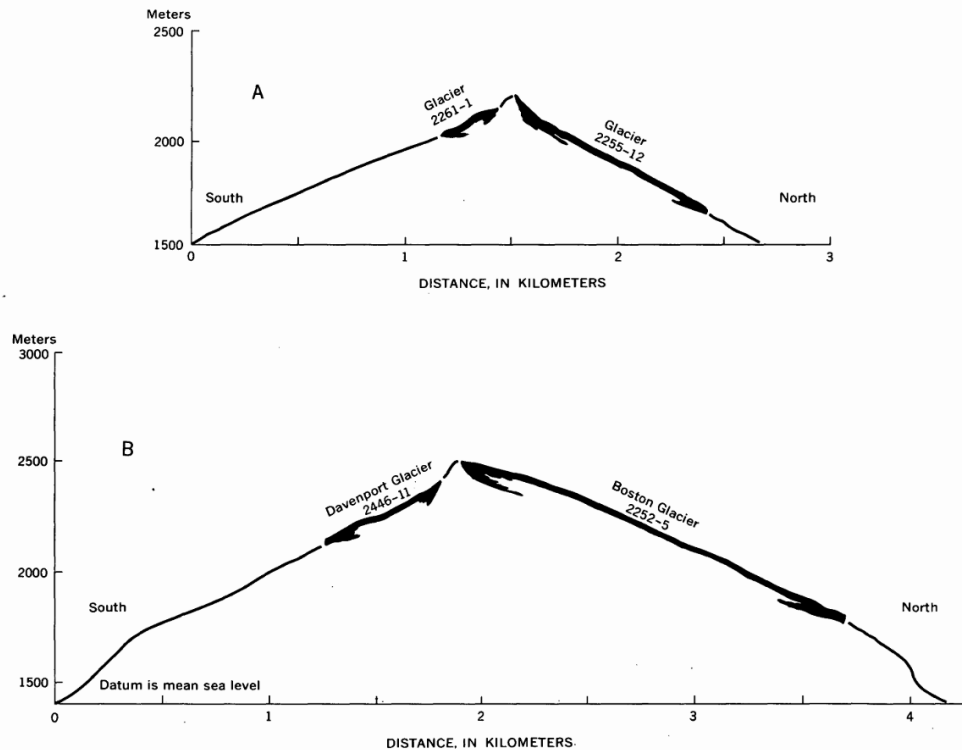 Meters
2500
A
Glacier
2261-1
Glacier
2255-12
2000
South
North
1500
0
1
2
3
DISTANCE, IN KILOMETERS
Meters
3000
B
2500
Davenport Glacier
2446-11
Boston Glacier
2252-5
2000
South
North
1500
Datum is mean sea level
0
1
2
3
4
DISTANCE, IN KILOMETERS